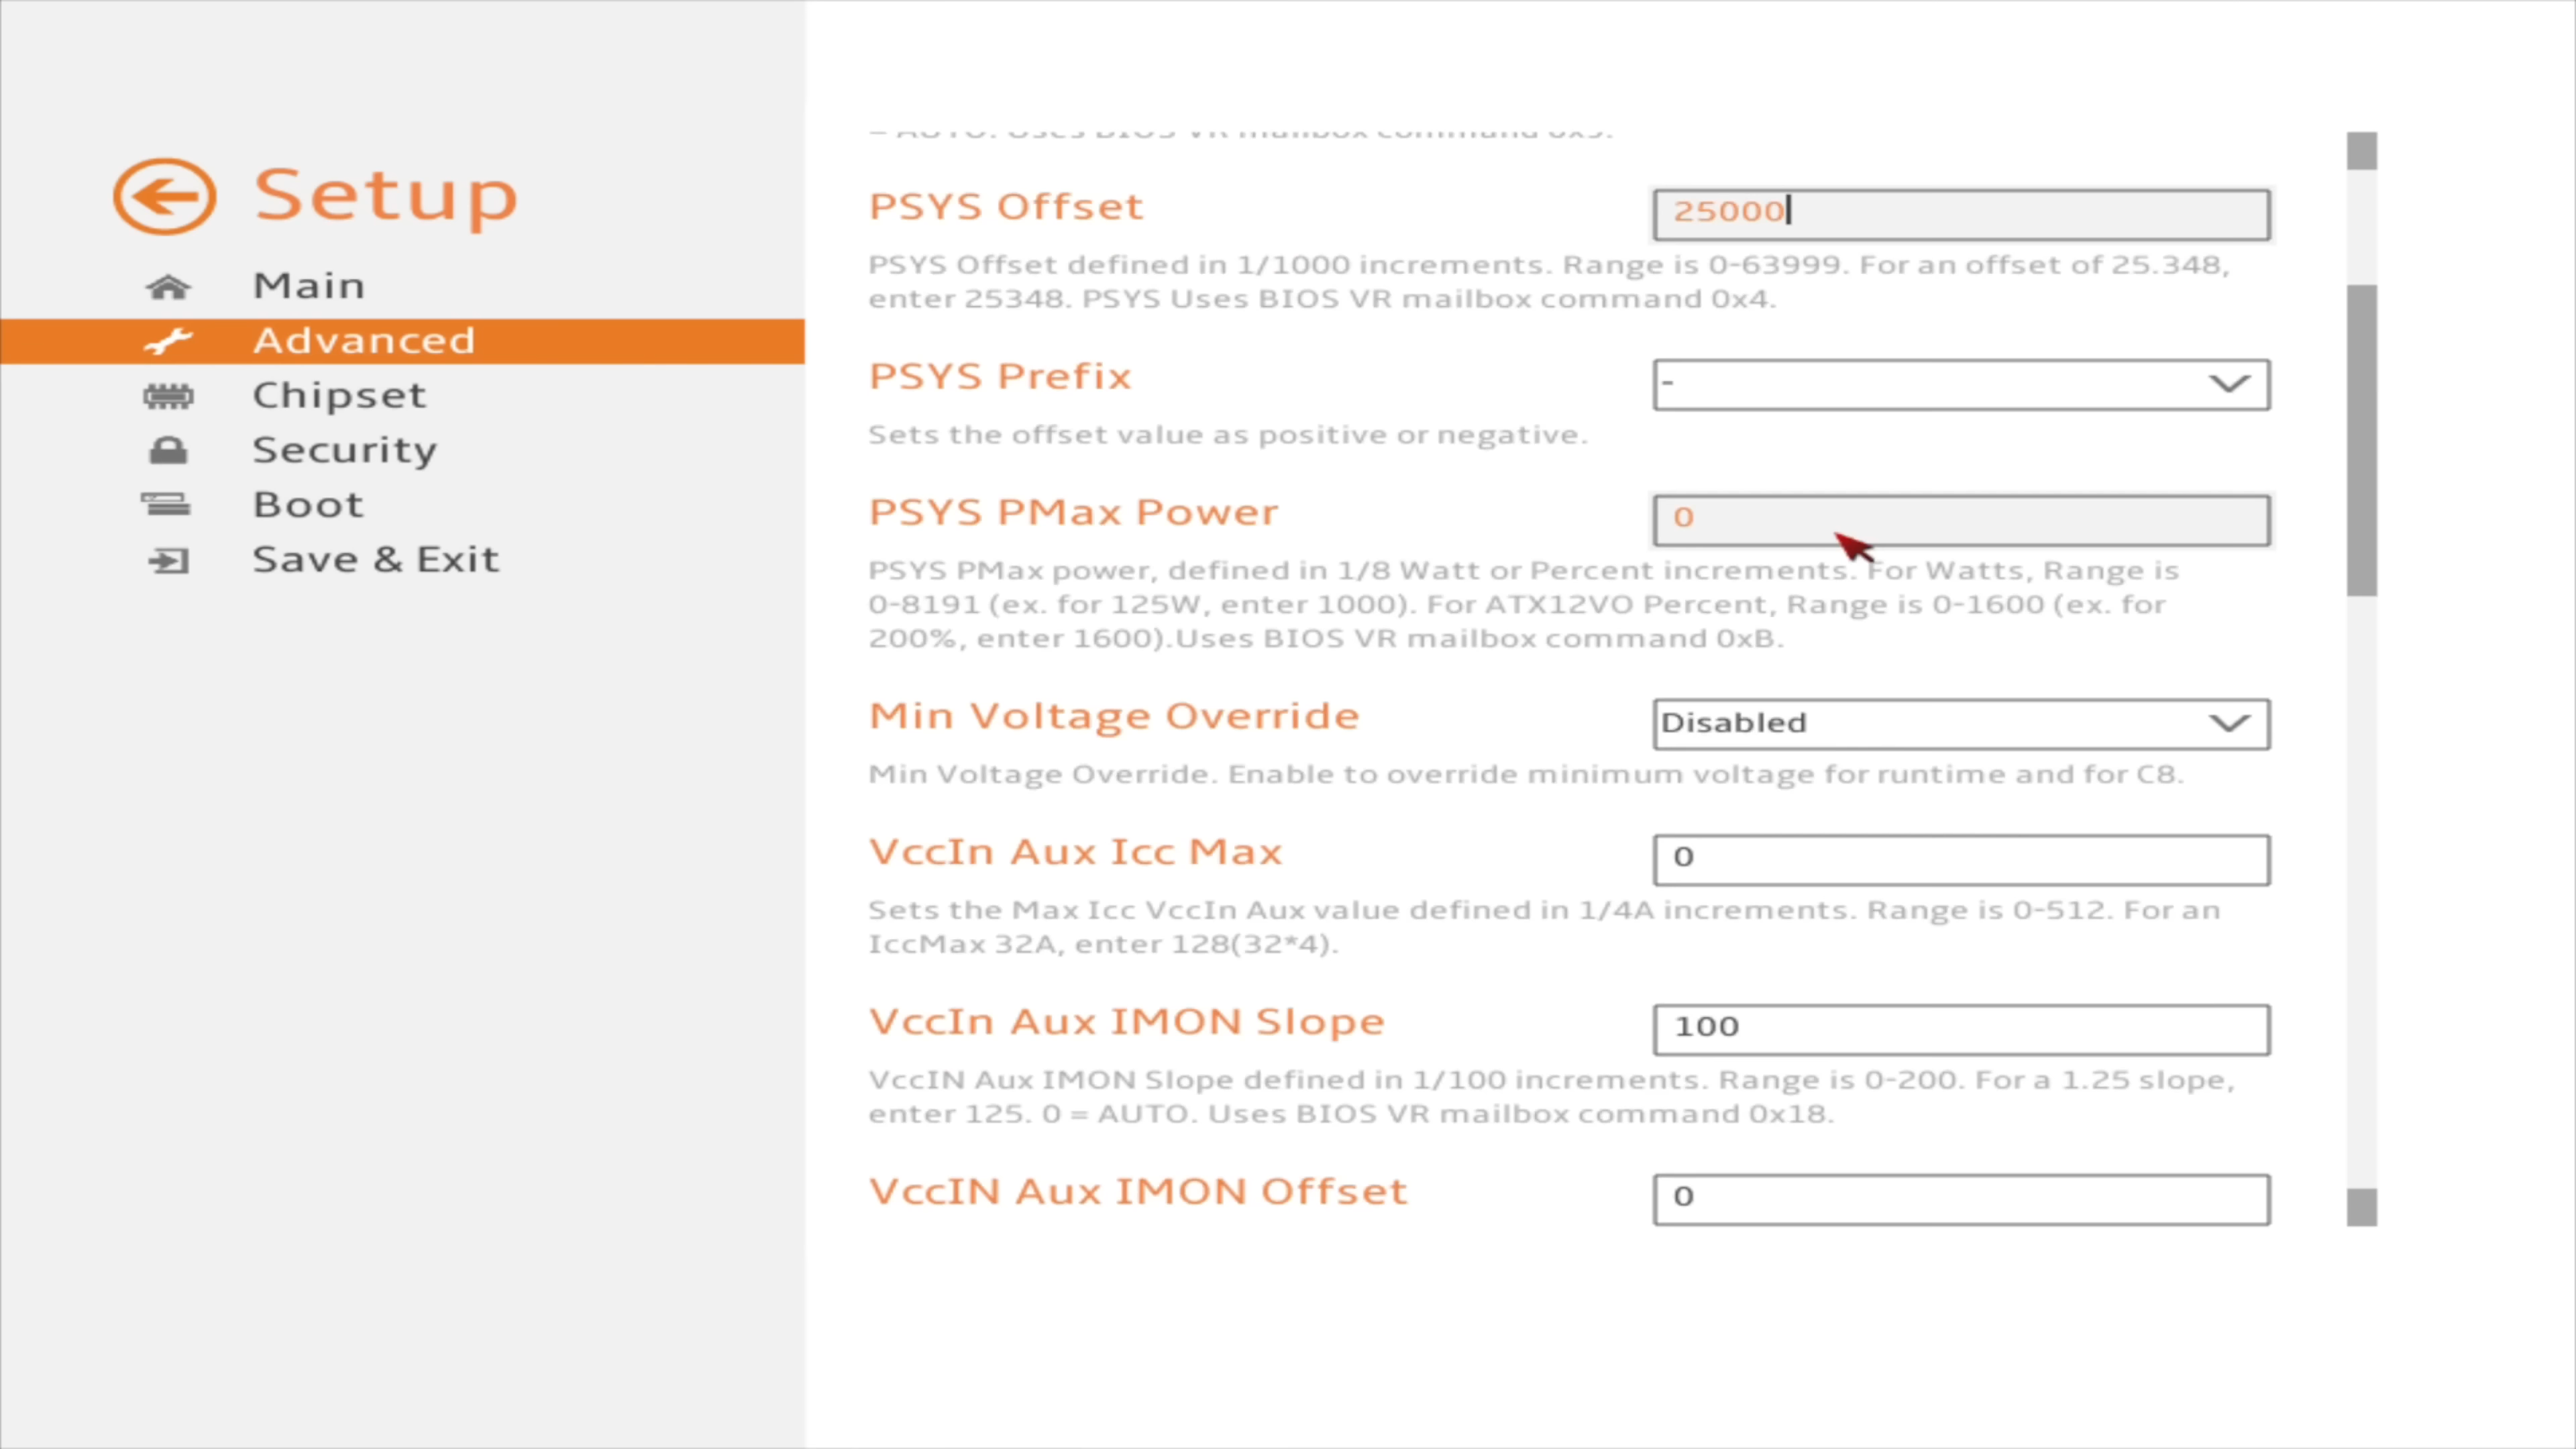 Setup
Main
Advanced
Chipset
Security
Boot
Save & Exit
= AUTO. Uses BIOS VR mailbox command 0x3.
PSYS Offset
25000
PSYS Offset defined in 1/1000 increments. Range is 0-63999. For an offset of 25.348,
enter 25348. PSYS Uses BIOS VR mailbox command 0x4.
PSYS Prefix
-
Sets the offset value as positive or negative.
PSYS PMax Power
0
PSYS PMax power, defined in 1/8 Watt or Percent increments. For Watts, Range is
0-8191 (ex. for 125W, enter 1000). For ATX12VO Percent, Range is 0-1600 (ex. for
200%, enter 1600).Uses BIOS VR mailbox command 0xB.
Min Voltage Override
Disabled
Min Voltage Override. Enable to override minimum voltage for runtime and for C8.
VccIn Aux Icc Max
0
Sets the Max Icc VccIn Aux value defined in 1/4A increments. Range is 0-512. For an
IccMax 32A, enter 128(32*4).
VccIn Aux IMON Slope
100
VccIN Aux IMON Slope defined in 1/100 increments. Range is 0-200. For a 1.25 slope,
enter 125. 0 = AUTO. Uses BIOS VR mailbox command 0x18.
VccIN Aux IMON Offset
0